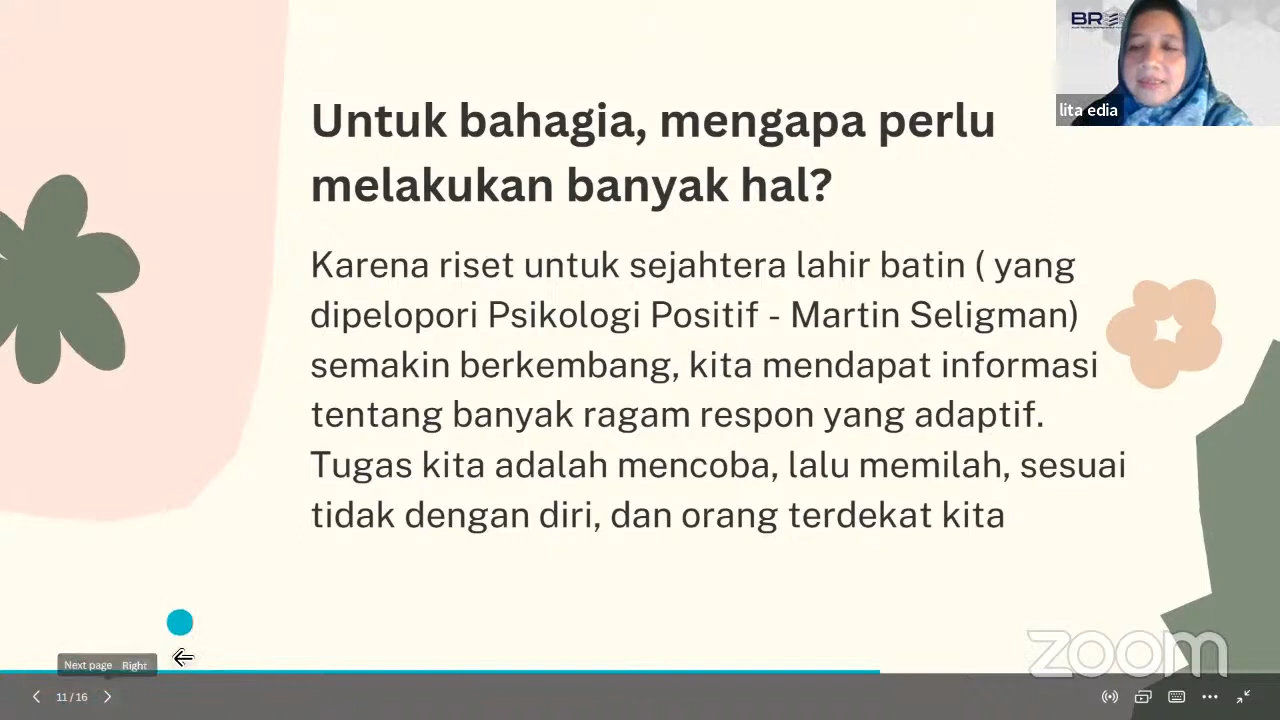 BR
lita edia
Untuk bahagia, mengapa perlu
melakukan banyak hal?
Karena riset untuk sejahtera lahir batin ( yang
dipelopori Psikologi Positif - Martin Seligman)
semakin berkembang, kita mendapat informasi
tentang banyak ragam respon yang adaptif.
Tugas kita adalah mencoba, lalu memilah, sesuai
tidak dengan diri, dan orang terdekat kita
zoom
Next page Right
11 / 16